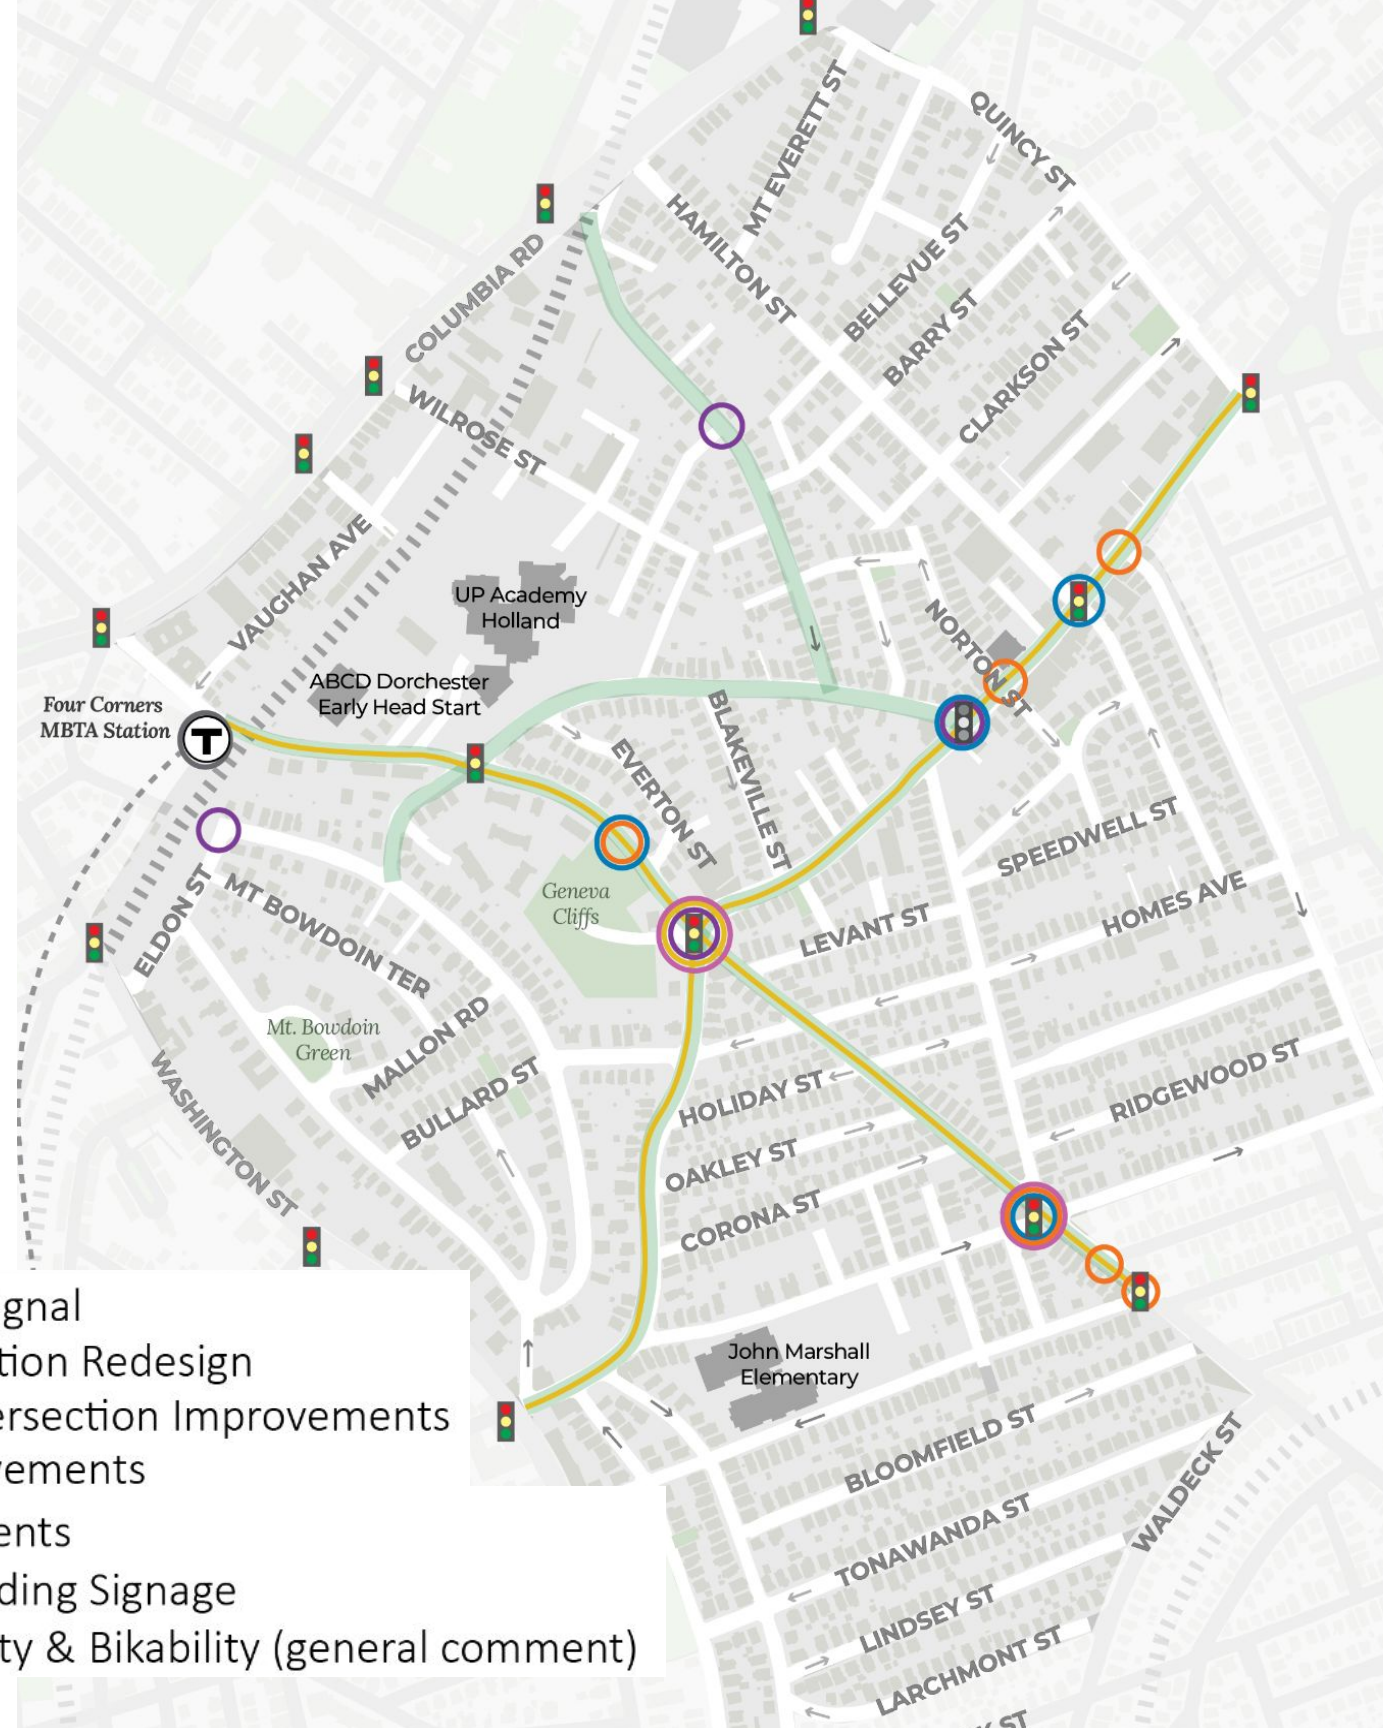 QUINCY ST
MT EVERETT ST
HAMILTON ST
BELLEVUE ST
COLUMBIA RD
BARRY ST
CLARKSON ST
WILROSE ST
VAUGHAN AVE
UP Academy
Holland
NORTON ST
ABCD Dorchester
Early Head Start
Four Corners
MBTA Station
T
BLAKEVILLE ST
EVERTON ST
SPEEDWELL ST
Geneva
Cliffs
HOMES AVE
ELDON ST
MT BOWDOIN TER
LEVANT ST
Mt. Bowdoin
Green
MALLON RD
BULLARD ST
WASHINGTON ST
HOLIDAY ST
RIDGEWOOD ST
OAKLEY ST
CORONA ST
ignal
tion Redesign
ersection Improvements
vements
ents
ding Signage
ty & Bikability (general comment)
John Marshall
Elementary
BLOOMFIELD ST
WALDECK ST
TONAWANDA ST
LINDSEY ST
LARCHMONT ST
K ST